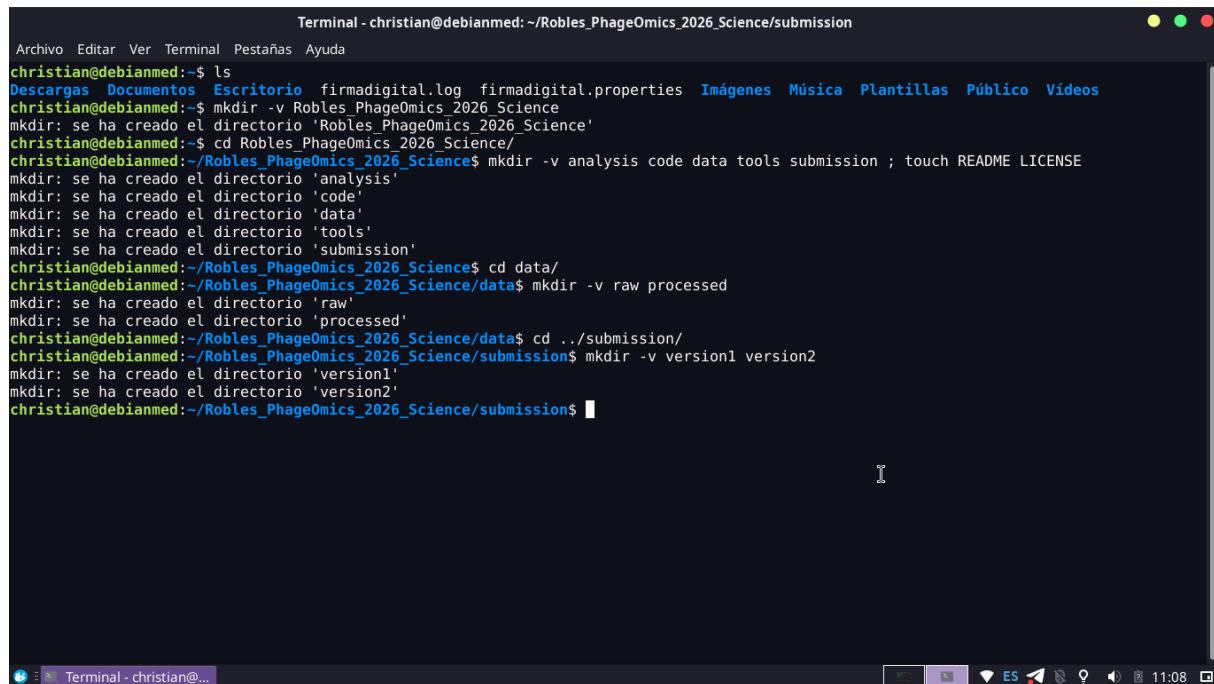 Terminal - christian@debianmed: ~/Robles_PhageOmics_2026_Science/submission
Archivo Editar Ver Terminal Pestañas Ayuda
christian@debianmed:~$ ls
Descargas Documentos Escritorio firmadigital.log firmadigital.properties Imágenes Música Plantillas Público Vídeos
christian@debianmed:~$ mkdir -v Robles_PhageOmics_2026_Science
mkdir: se ha creado el directorio 'Robles_PhageOmics_2026_Science'
christian@debianmed:~$ cd Robles_PhageOmics_2026_Science/
christian@debianmed:~/Robles_PhageOmics_2026_Science$ mkdir -v analysis code data tools submission ; touch README LICENSE
mkdir: se ha creado el directorio 'analysis'
mkdir: se ha creado el directorio 'code'
mkdir: se ha creado el directorio 'data'
mkdir: se ha creado el directorio 'tools'
mkdir: se ha creado el directorio 'submission'
christian@debianmed:~/Robles_PhageOmics_2026_Science$ cd data/
christian@debianmed:~/Robles_PhageOmics_2026_Science/data$ mkdir -v raw processed
mkdir: se ha creado el directorio 'raw'
mkdir: se ha creado el directorio 'processed'
christian@debianmed:~/Robles_PhageOmics_2026_Science/data$ cd ../submission/
christian@debianmed:~/Robles_PhageOmics_2026_Science/submission$ mkdir -v version1 version2
mkdir: se ha creado el directorio 'version1'
mkdir: se ha creado el directorio 'version2'
christian@debianmed:~/Robles_PhageOmics_2026_Science/submission$
Terminal - christian@... ES 11:08